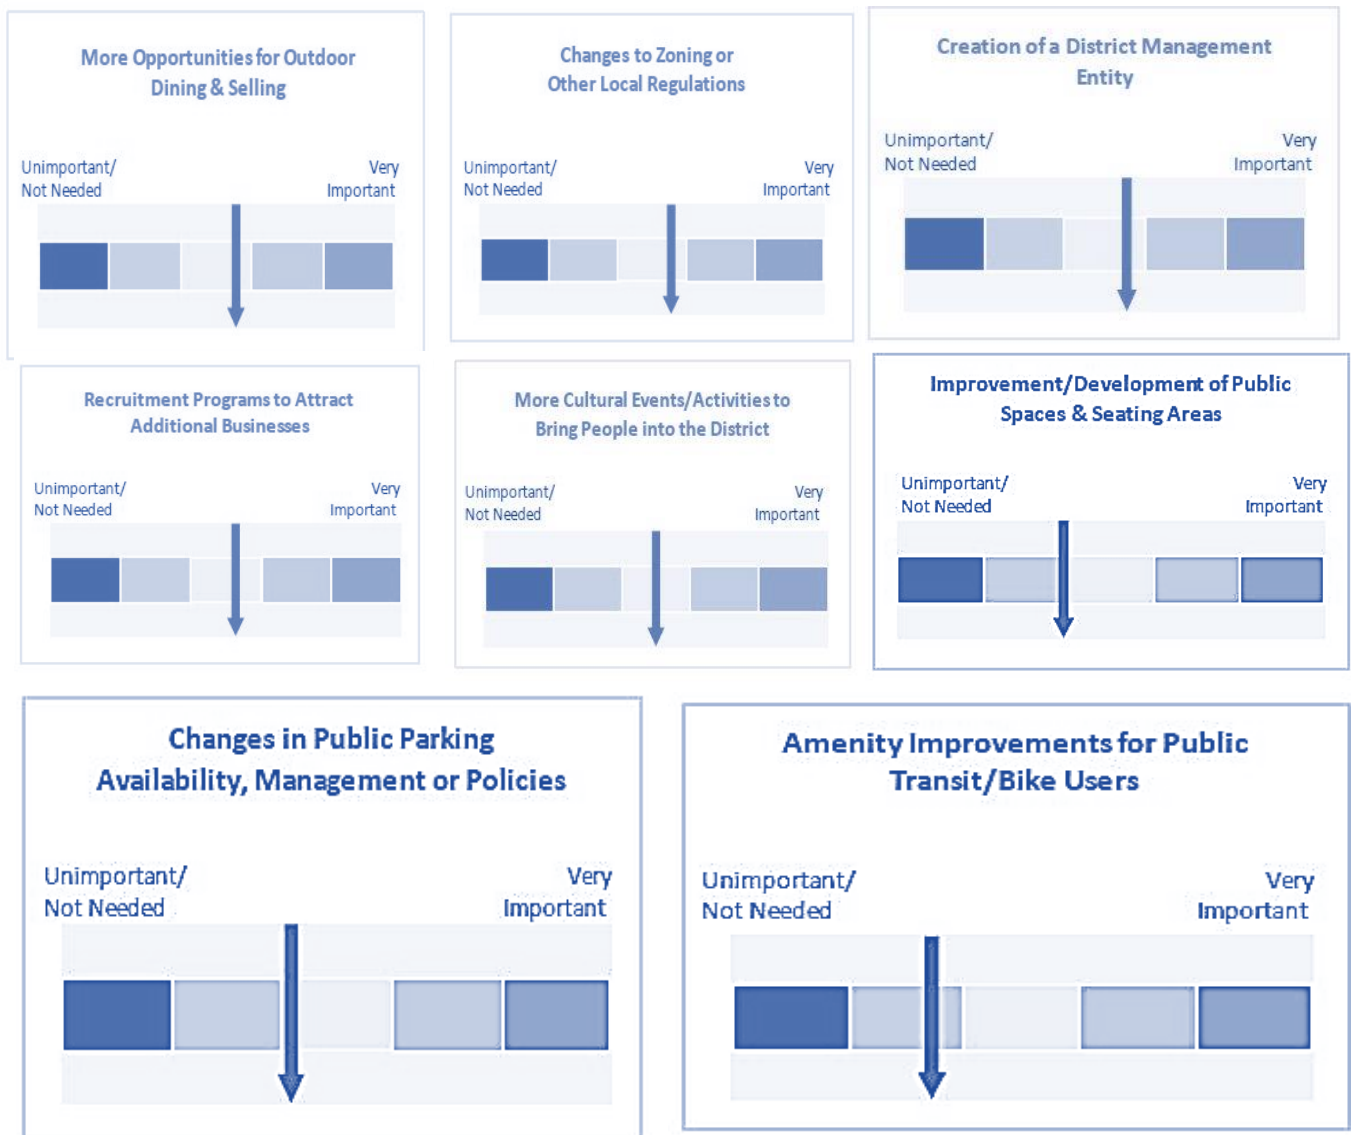 More Opportunities for Outdoor
Dining & Selling
Unimportant/
Not Needed
Very
Important
Changes to Zoning or
Other Local Regulations
Unimportant/
Not Needed
Very
Important
Creation of a District Management
Entity
Unimportant/
Not Needed
Very
Important
Recruitment Programs to Attract
Additional Businesses
Unimportant/
Not Needed
Very
Important
More Cultural Events/Activities to
Bring People into the District
Unimportant/
Not Needed
Very
Important
Improvement/Development of Public
Spaces & Seating Areas
Unimportant/
Not Needed
Very
Important
Changes in Public Parking
Availability, Management or Policies
Unimportant/
Not Needed
Very
Important
Amenity Improvements for Public
Transit/Bike Users
Unimportant/
Not Needed
Very
Important